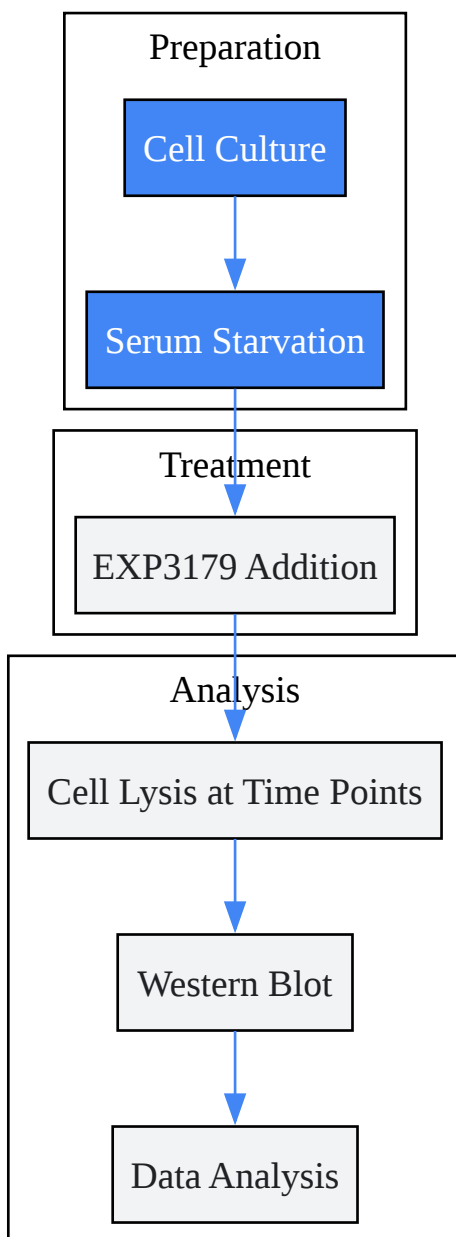 Preparation
Cell Culture
Serum Starvation
Treatment
EXP3179 Addition
Analysis
Cell Lysis at Time Points
Western Blot
Data Analysis